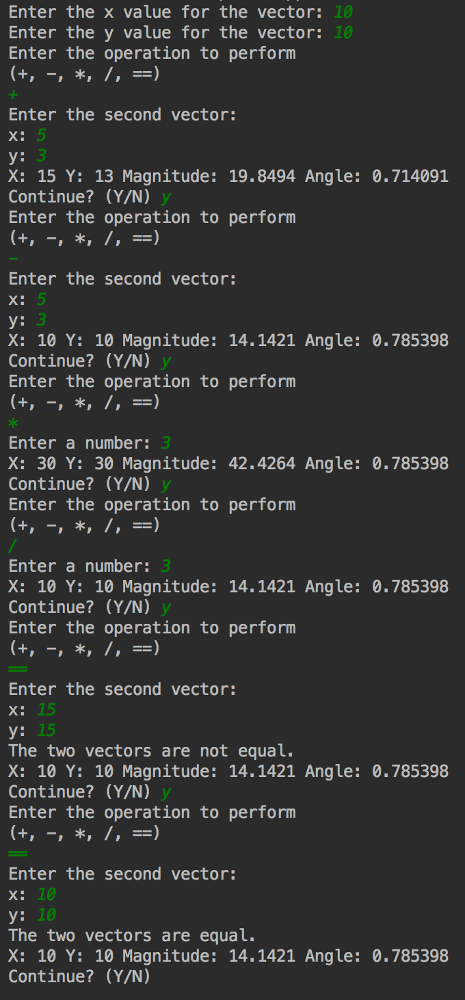 Enter the x value for the vector: 10
Enter the y value for the vector: 10
Enter the operation to perform
(+, -, *, /, ==)
+
Enter the second vector:
x: 5
y: 3
X: 15 Y: 13 Magnitude: 19.8494 Angle: 0.714091
Continue? (Y/N) y
Enter the operation to perform
(+, -, *, /, ==)
-
Enter the second vector:
x: 5
y: 3
X: 10 Y: 10 Magnitude: 14.1421 Angle: 0.785398
Continue? (Y/N) y
Enter the operation to perform
(+, -, *, /, ==)
*
Enter a number: 3
X: 30 Y: 30 Magnitude: 42.4264 Angle: 0.785398
Continue? (Y/N) y
Enter the operation to perform
(+, -, *, /, ==)
/
Enter a number: 3
X: 10 Y: 10 Magnitude: 14.1421 Angle: 0.785398
Continue? (Y/N) y
Enter the operation to perform
(+, -, *, /, ==)
==
Enter the second vector:
x: 15
y: 15
The two vectors are not equal.
X: 10 Y: 10 Magnitude: 14.1421 Angle: 0.785398
Continue? (Y/N) y
Enter the operation to perform
(+, -, *, /, ==)
==
Enter the second vector:
x: 10
y: 10
The two vectors are equal.
X: 10 Y: 10 Magnitude: 14.1421 Angle: 0.785398
Continue? (Y/N)